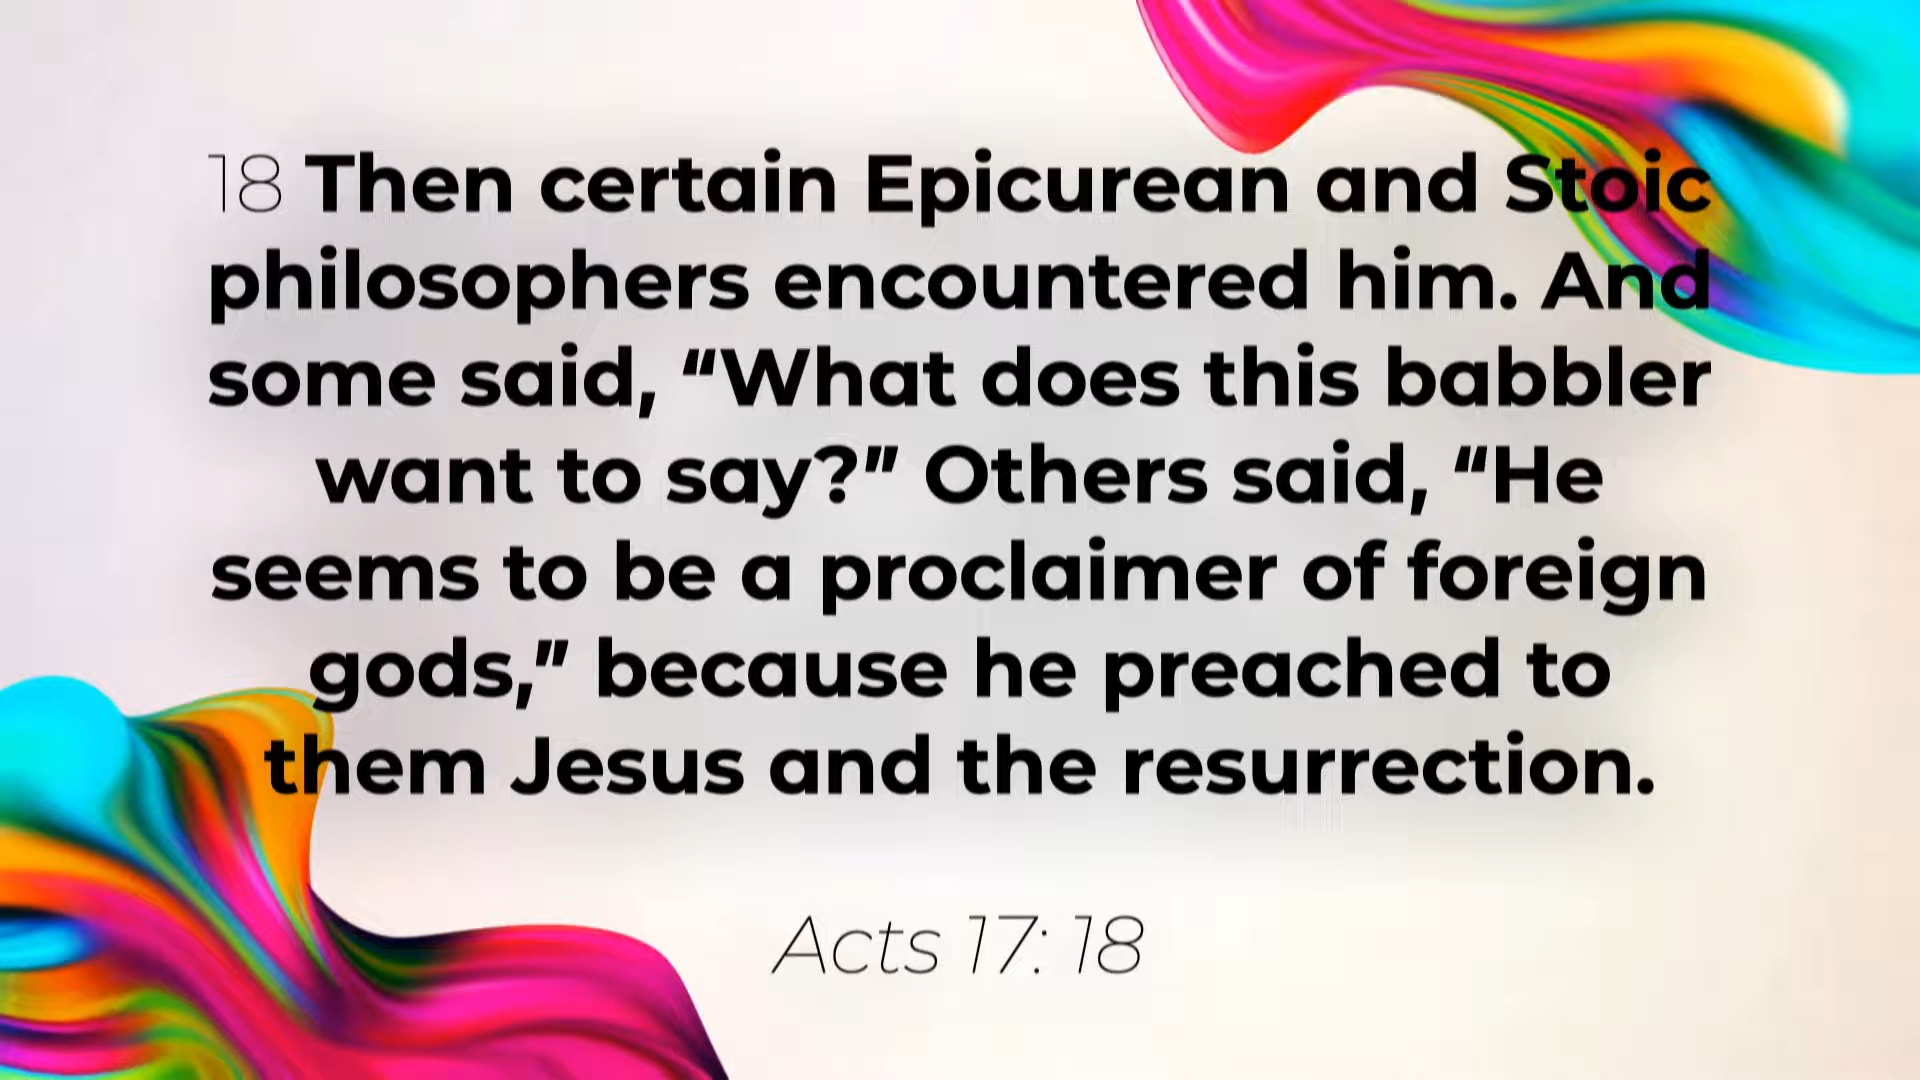 18 Then certain Epicurean and Stoic
philosophers encountered him. And
some said, “What does this babbler
want to say?” Others said, “He
seems to be a proclaimer of foreign
gods,” because he preached to
them Jesus and the resurrection.
Acts 17: 18